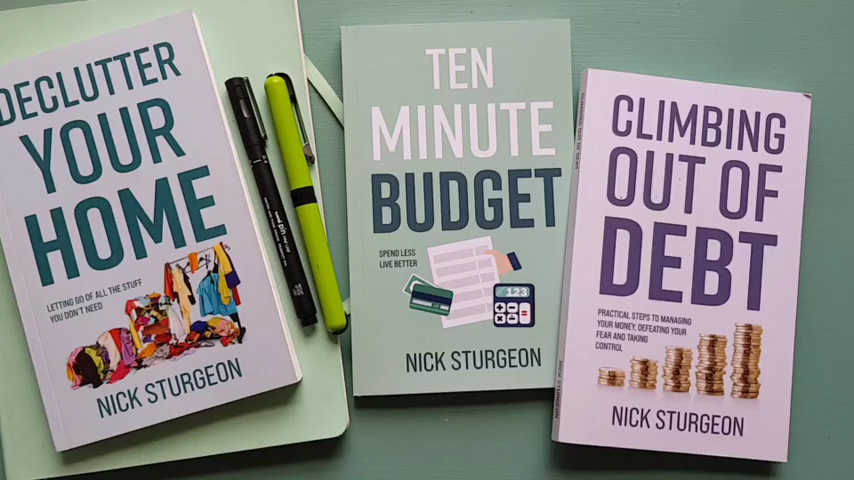 DECLUTTER
YOUR
HOME
LETTING GO OF ALL THE STUFF
YOU DON'T NEED
NICK STURGEON
uni pin
TEN
MINUTE
BUDGET
SPEND LESS
LIVE BETTER
123
NICK STURGEON
CLIMBING
OUT OF
DEBT
PRACTICAL STEPS TO MANAGING
YOUR MONEY, DEFEATING YOUR
FEAR AND TAKING
CONTROL
NICK STURGEON